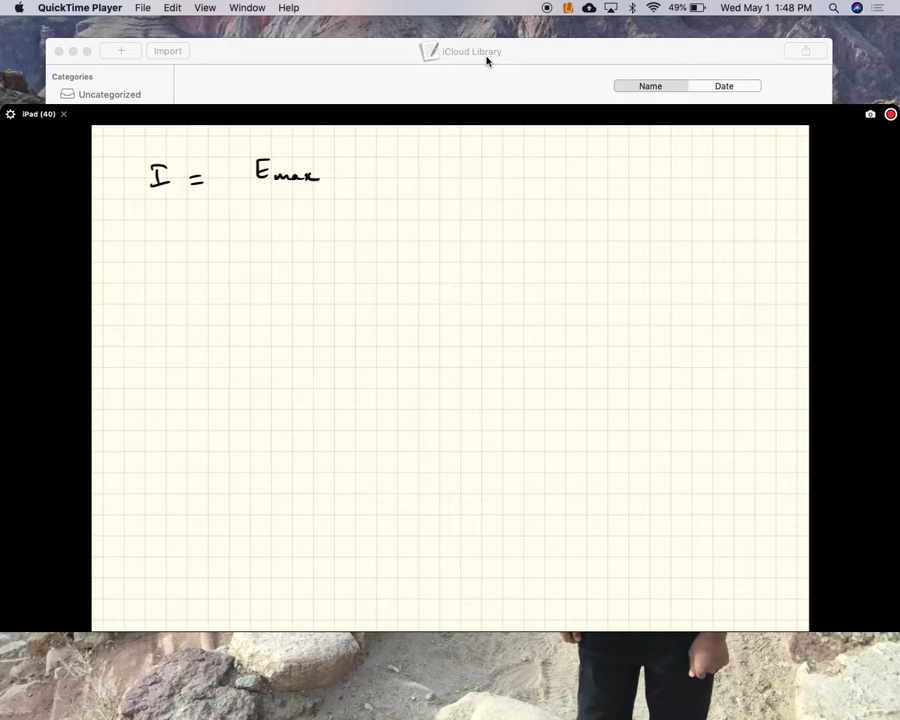 QuickTime Player File Edit View Window Help 49% Wed May 1 1:48 PM
+ Import iCloud Library
Categories
Name Date
Uncategorized
iPad (40)
I = Emax